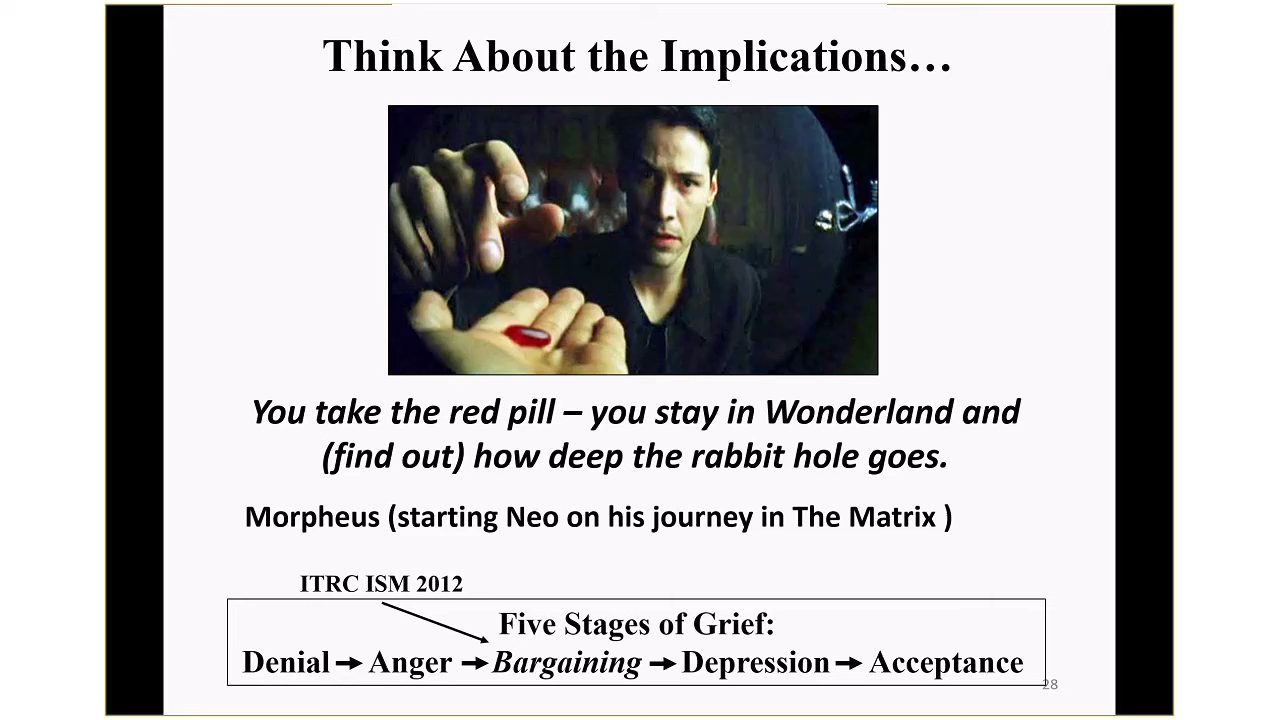 Think About the Implications…
You take the red pill – you stay in Wonderland and
(find out) how deep the rabbit hole goes.
Morpheus (starting Neo on his journey in The Matrix )
ITRC ISM 2012
Five Stages of Grief:
Denial → Anger → Bargaining → Depression → Acceptance
28